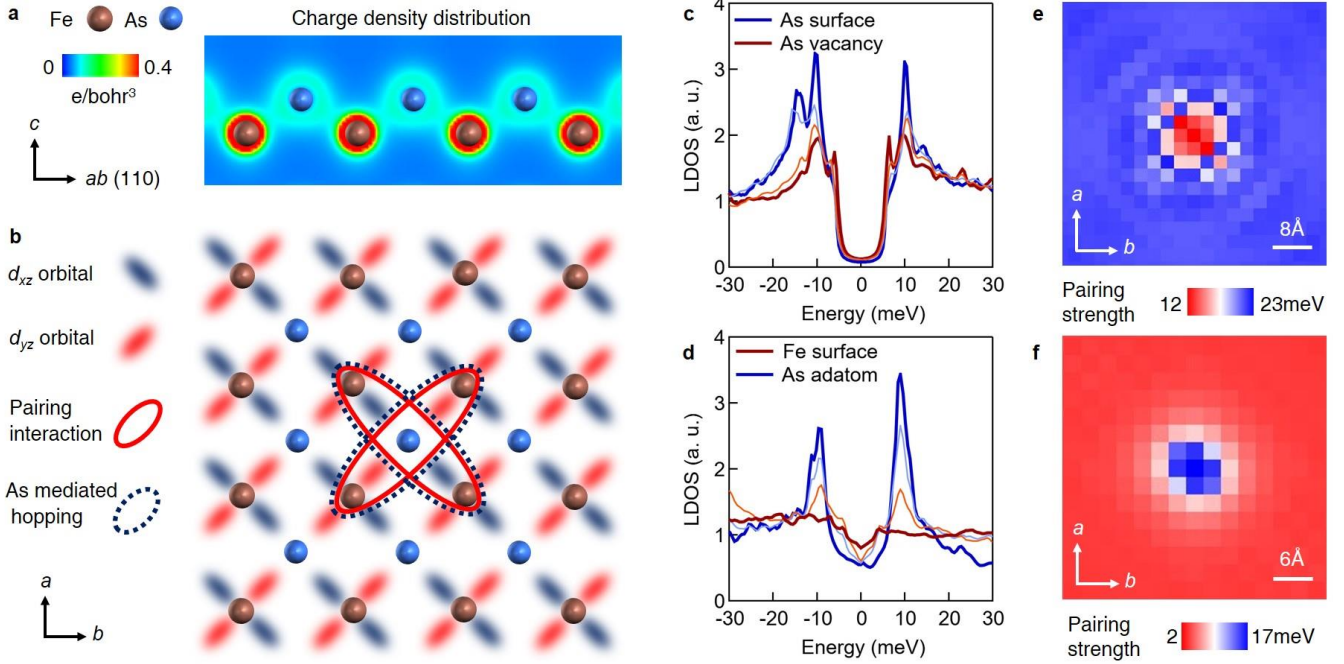 a
Fe
As
0
0.4
e/bohr³
c
ab (110)
Charge density distribution
b
dxz orbital
dyz orbital
Pairing
interaction
As mediated
hopping
a
b
c
As surface
As vacancy
LDOS (a. u.)
4
3
2
1
0
-30 -20 -10 0 10 20 30
Energy (meV)
d
Fe surface
As adatom
LDOS (a. u.)
4
3
2
1
0
-30 -20 -10 0 10 20 30
Energy (meV)
e
a
b
8Å
Pairing
strength
12
23meV
f
a
b
6Å
Pairing
strength
2
17meV